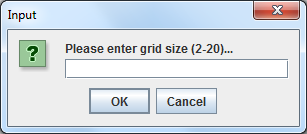 Input
?
Please enter grid size (2-20)...
OK
Cancel